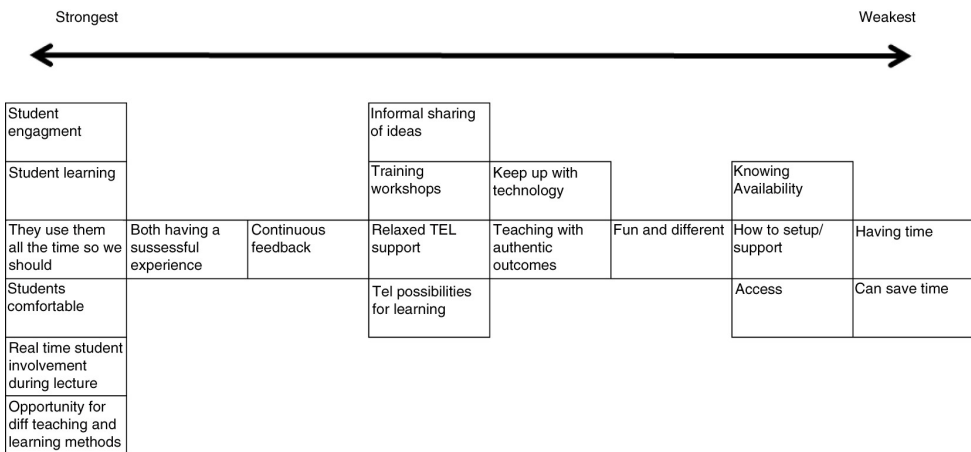 Strongest
Weakest
Student
engagment
Informal sharing
of ideas
Student learning
Training
workshops
Keep up with
technology
Knowing
Availability
They use them
all the time so we
should
Both having a
sussessful
experience
Continuous
feedback
Relaxed TEL
support
Teaching with
authentic
outcomes
Fun and different
How to setup/
support
Having time
Students
comfortable
Tel possibilities
for learning
Access
Can save time
Real time student
involvement
during lecture
Opportunity for
diff teaching and
learning methods